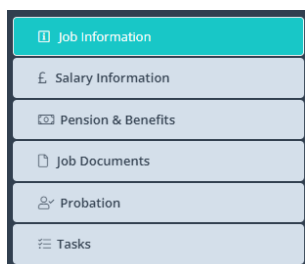 Job Information
£ Salary Information
Pension & Benefits
Job Documents
Probation
Tasks